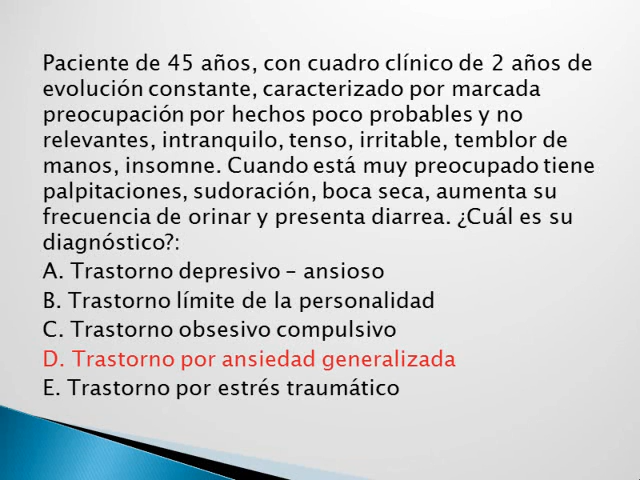 Paciente de 45 años, con cuadro clínico de 2 años de
evolución constante, caracterizado por marcada
preocupación por hechos poco probables y no
relevantes, intranquilo, tenso, irritable, temblor de
manos, insomne. Cuando está muy preocupado tiene
palpitaciones, sudoración, boca seca, aumenta su
frecuencia de orinar y presenta diarrea. ¿Cuál es su
diagnóstico?:
A. Trastorno depresivo – ansioso
B. Trastorno límite de la personalidad
C. Trastorno obsesivo compulsivo
D. Trastorno por ansiedad generalizada
E. Trastorno por estrés traumático